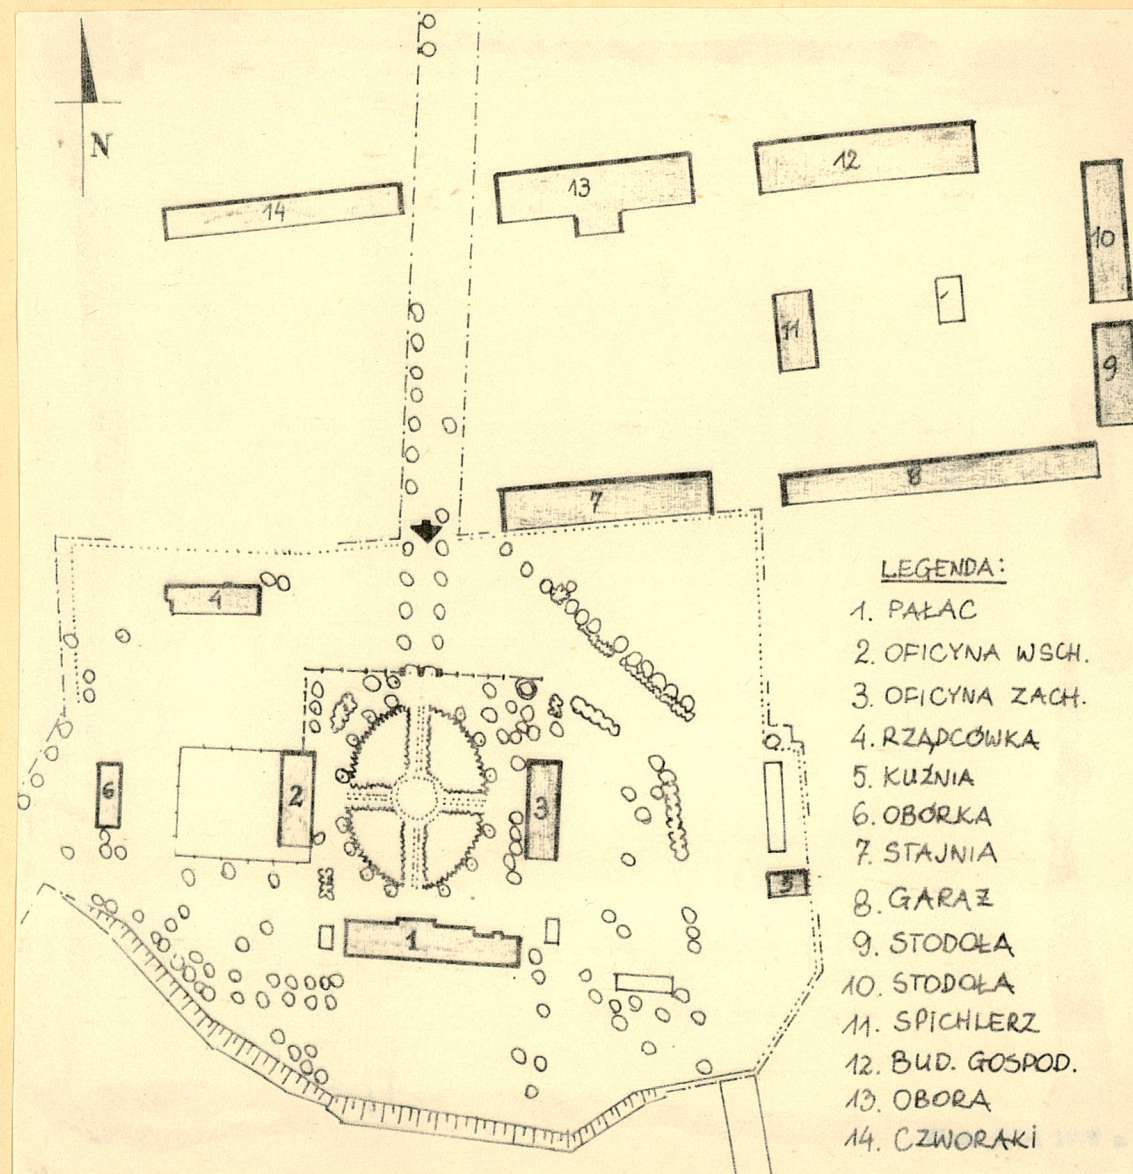 N
12
13
14
10
11
9
8
7
4
6
2
3
5
1
LEGENDA:
1. PAŁAC
2. OFICYNA WSCH.
3. OFICYNA ZACH.
4. RZĄDCÓWKA
5. KUŹNIA
6. OBÓRKA
7. STAJNIA
8. GARAŻ
9. STODOŁA
10. STODOŁA
11. SPICHLERZ
12. BUD. GOSPOD.
13. OBORA
14. CZWORAKI